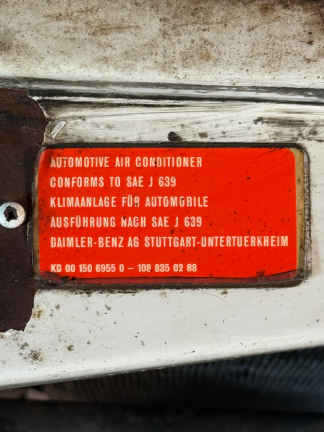 AUTOMOTIVE AIR CONDITIONER
CONFORMS TO SAE J 639
KLIMAANLAGE FÜR AUTOMOBILE
AUSFÜHRUNG NACH SAE J 639
DAIMLER-BENZ AG STUTTGART-UNTERTUERKHEIM
KD 00 150 6955 0 – 108 835 02 88